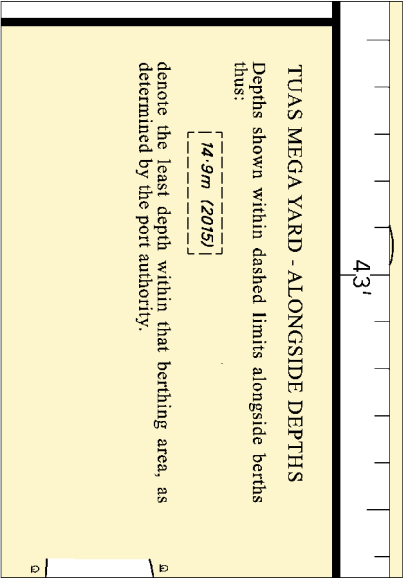 TUAS MEGA YARD - ALONGSIDE DEPTHS
Depths shown within dashed limits alongside berths
thus:
14·9m (2015)
denote the least depth within that berthing area, as
determined by the port authority.
43'